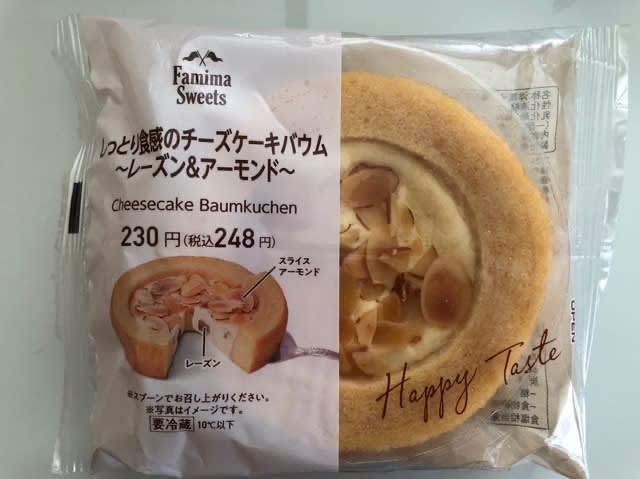 Famima
Sweets
しっとり食感のチーズケーキバウム
～レーズン&アーモンド～
Cheesecake Baumkuchen
230円(税込248円)
スライス
アーモンド
レーズン
※スプーンでお召し上がりください。
※写真はイメージです。
要冷蔵 10℃以下
Happy Taste
OPEN